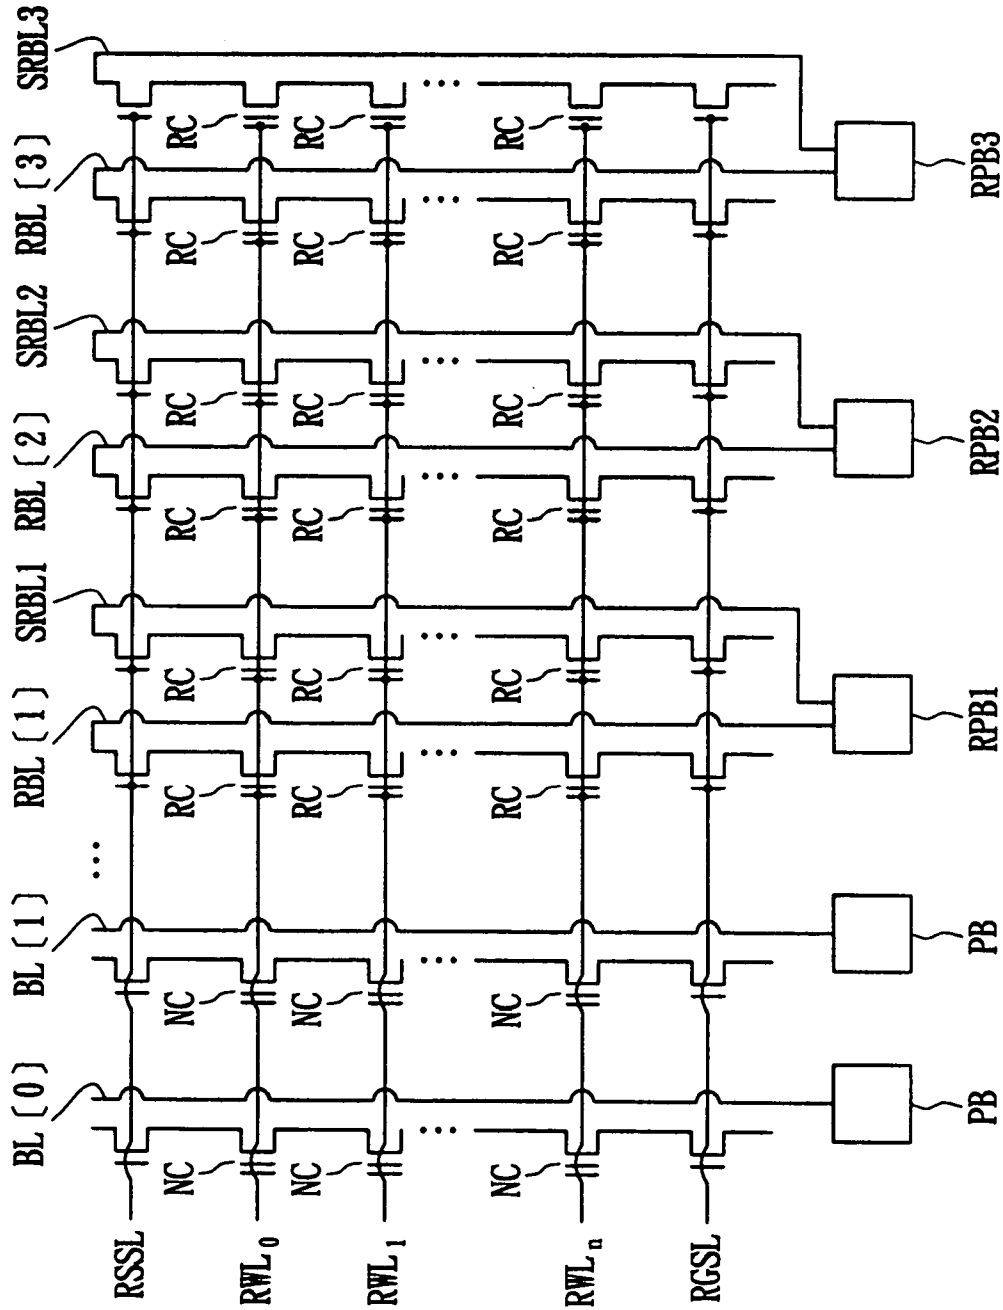 BL〔0〕 BL〔1〕 ... RBL〔1〕 SRBL1 RBL〔2〕 SRBL2 RBL〔3〕 SRBL3
RSSL
NC NC RC RC RC RC RC RC
RWL0
NC NC RC RC RC RC RC RC
RWL1
NC NC RC RC RC RC RC RC
RWLn
RGSL
PB PB RPB1 RPB2 RPB3